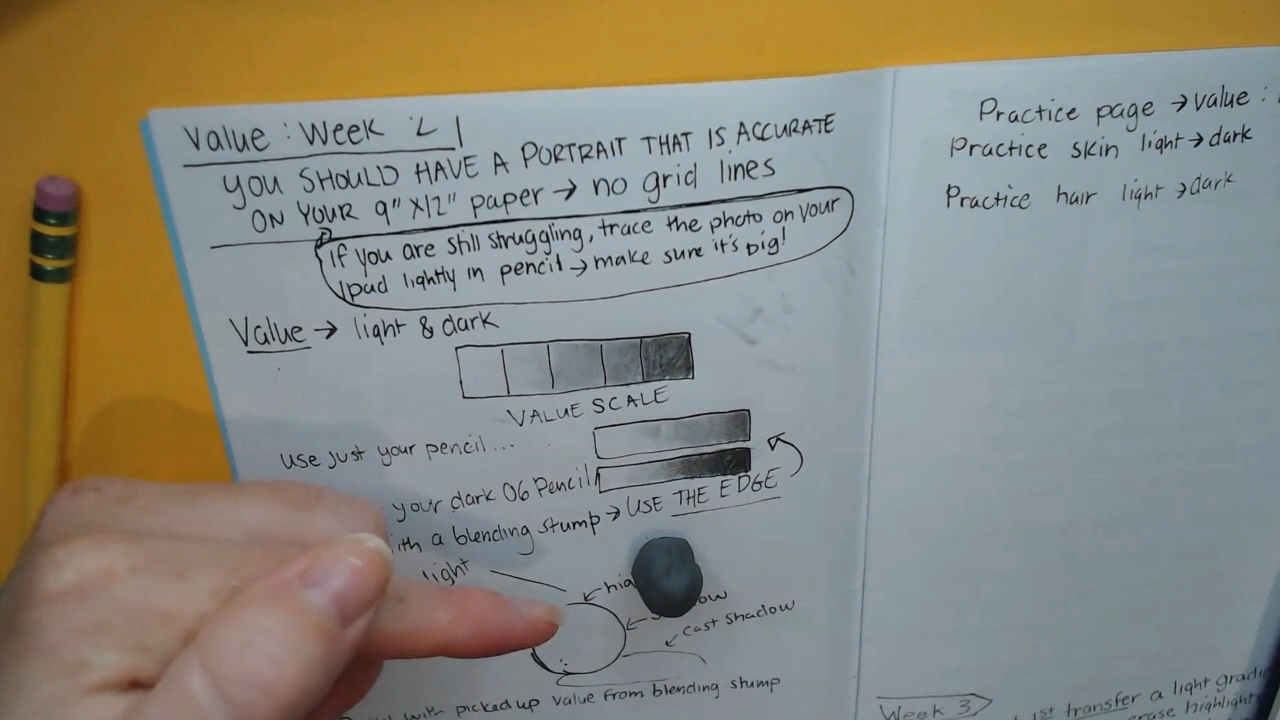 Value: Week 1
YOU SHOULD HAVE A PORTRAIT THAT IS ACCURATE
ON YOUR 9" X12" paper → no grid lines
If you are still struggling, trace the photo on your
Ipad lightly in pencil → make sure it's big!
Value → light & dark
VALUE SCALE
use just your pencil...
your dark 06 Pencil
with a blending stump → USE THE EDGE
light
cast shadow
with picked up value from blending stump
Practice page → value:
Practice skin light → dark
Practice hair light → dark
Week 3
1st transfer a light
highlight